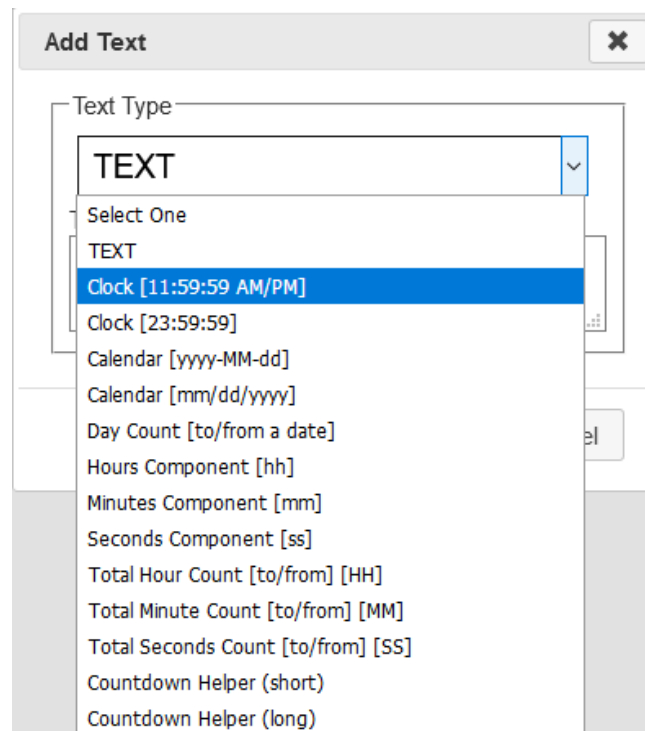 Add Text
Text Type
TEXT
Select One
TEXT
Clock [11:59:59 AM/PM]
Clock [23:59:59]
Calendar [yyyy-MM-dd]
Calendar [mm/dd/yyyy]
Day Count [to/from a date]
Hours Component [hh]
Minutes Component [mm]
Seconds Component [ss]
Total Hour Count [to/from] [HH]
Total Minute Count [to/from] [MM]
Total Seconds Count [to/from] [SS]
Countdown Helper (short)
Countdown Helper (long)